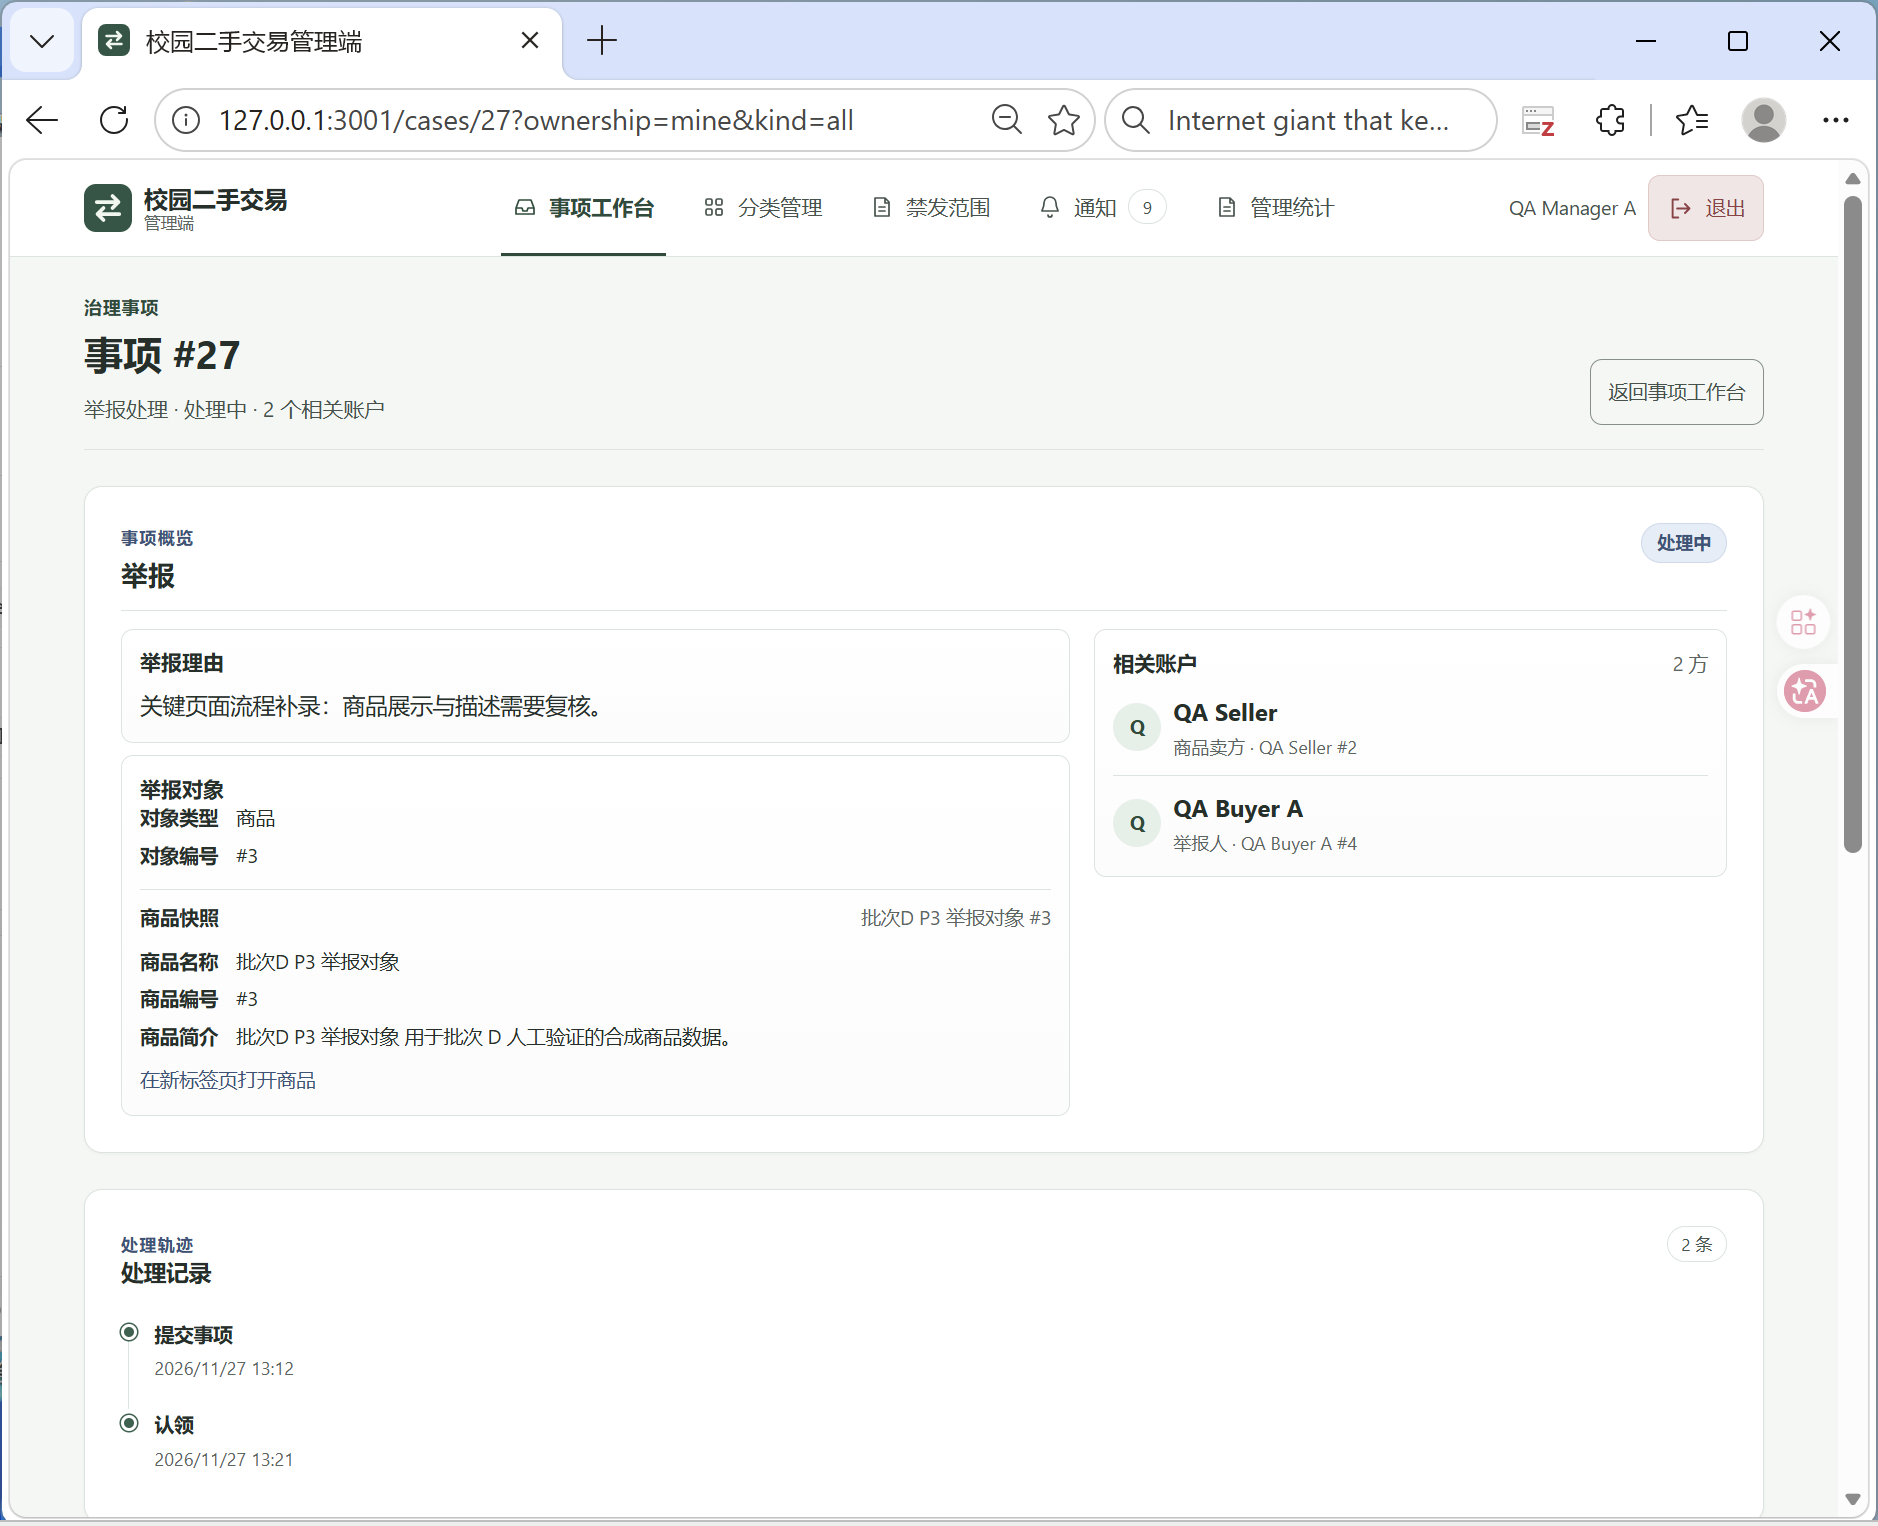 校园二手交易管理端
127.0.0.1:3001/cases/27?ownership=mine&kind=all
Internet giant that ke...
校园二手交易
管理端
事项工作台
分类管理
禁发范围
通知 9
管理统计
QA Manager A
退出
治理事项
事项 #27
举报处理 · 处理中 · 2 个相关账户
返回事项工作台
事项概览
举报
处理中
举报理由
关键页面流程补录：商品展示与描述需要复核。
举报对象
对象类型 商品
对象编号 #3
商品快照 批次D P3 举报对象 #3
商品名称 批次D P3 举报对象
商品编号 #3
商品简介 批次D P3 举报对象 用于批次 D 人工验证的合成商品数据。
在新标签页打开商品
相关账户 2 方
Q
QA Seller
商品卖方 · QA Seller #2
Q
QA Buyer A
举报人 · QA Buyer A #4
处理轨迹
处理记录
2 条
提交事项
2026/11/27 13:12
认领
2026/11/27 13:21